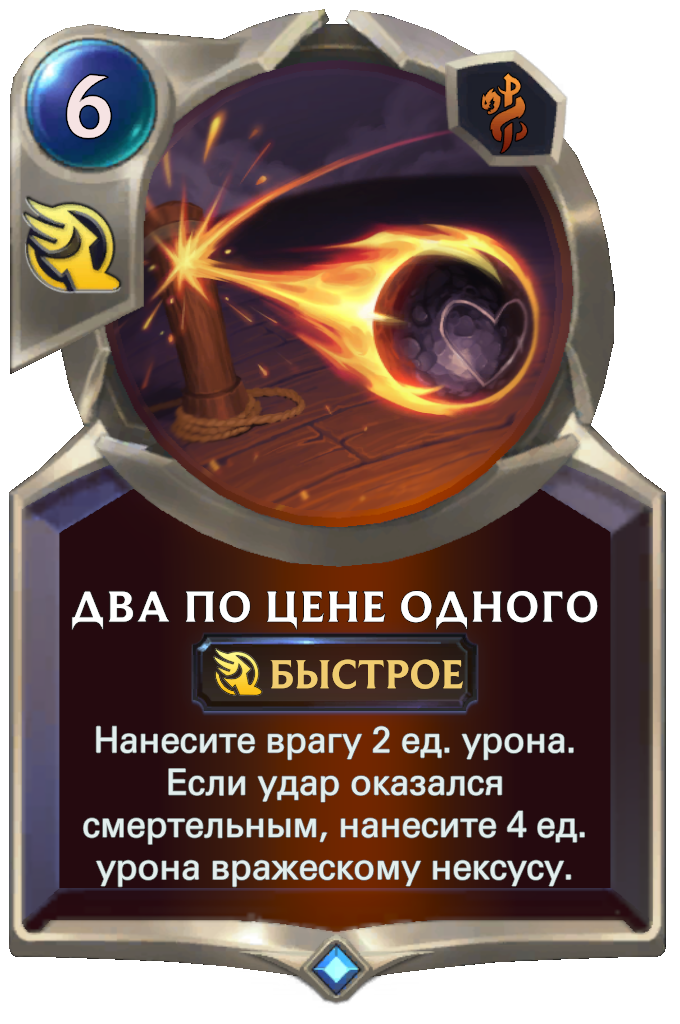 6
ДВА ПО ЦЕНЕ ОДНОГО
БЫСТРОЕ
Нанесите врагу 2 ед. урона.
Если удар оказался
смертельным, нанесите 4 ед.
урона вражескому нексусу.